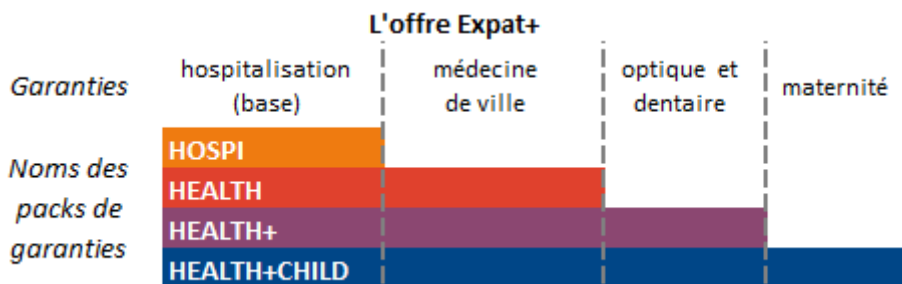 L'offre Expat+
Garanties
hospitalisation
(base)
médecine
de ville
optique et
dentaire
maternité
Noms des
packs de
garanties
HOSPI
HEALTH
HEALTH+
HEALTH+CHILD